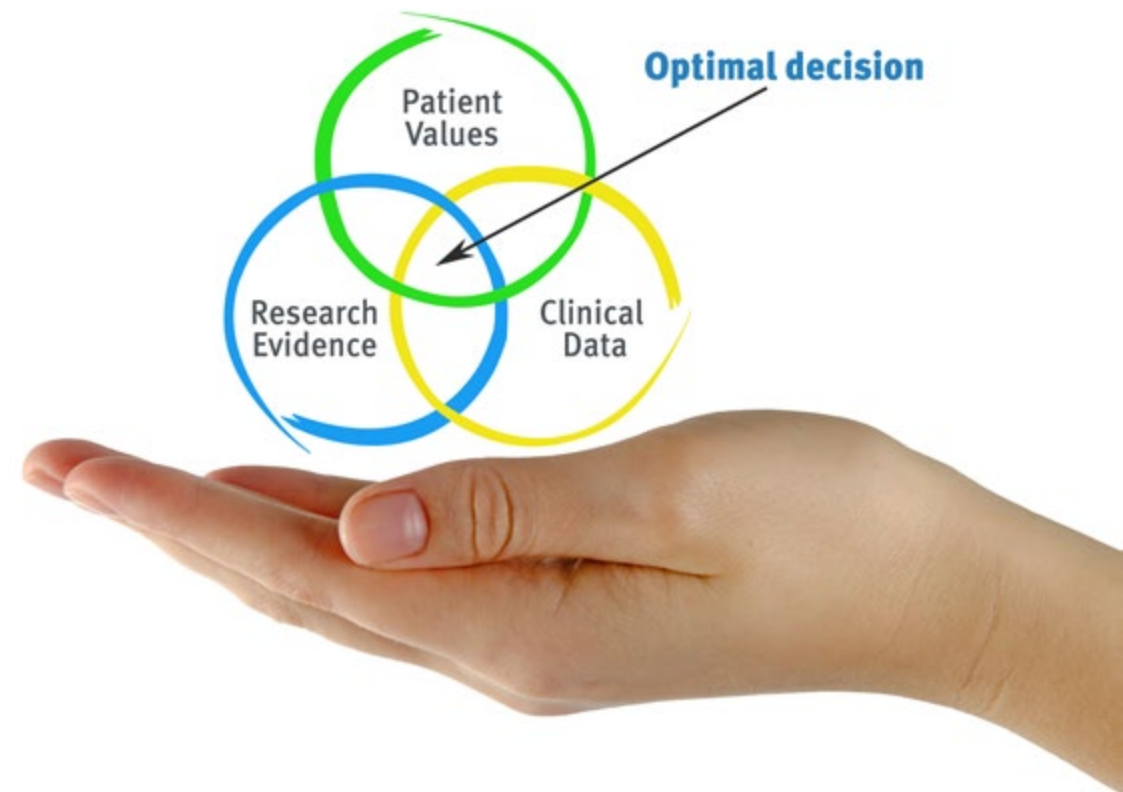 Optimal decision
Patient
Values
Research
Evidence
Clinical
Data